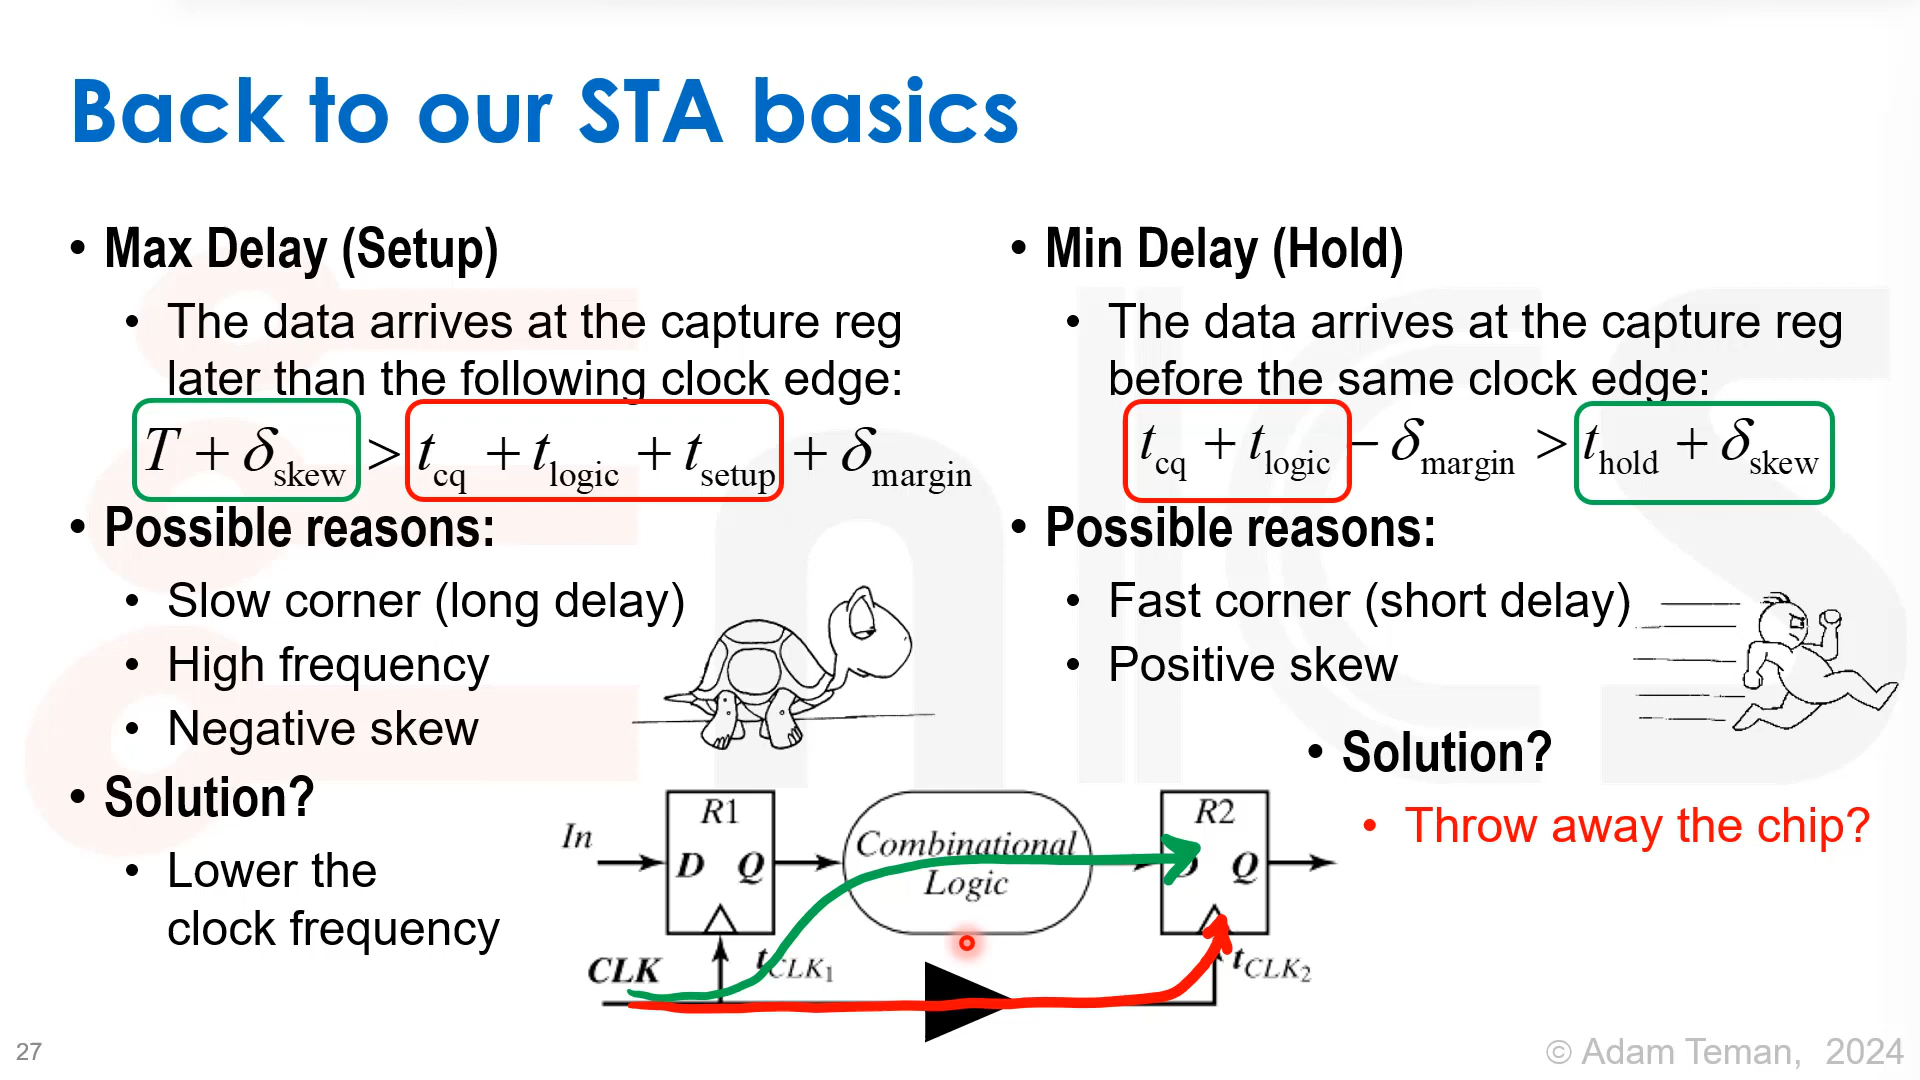 Back to our STA basics
• Max Delay (Setup)
• The data arrives at the capture reg
later than the following clock edge:
T + δskew > tcq + tlogic + tsetup + δmargin
• Possible reasons:
• Slow corner (long delay)
• High frequency
• Negative skew
• Solution?
• Lower the
clock frequency
• Min Delay (Hold)
• The data arrives at the capture reg
before the same clock edge:
tcq + tlogic − δmargin > thold + δskew
• Possible reasons:
• Fast corner (short delay)
• Positive skew
• Solution?
• Throw away the chip?
In
R1
D Q
Combinational
Logic
R2
D Q
CLK
tCLK1
tCLK2
EnICS
27
© Adam Teman, 2024